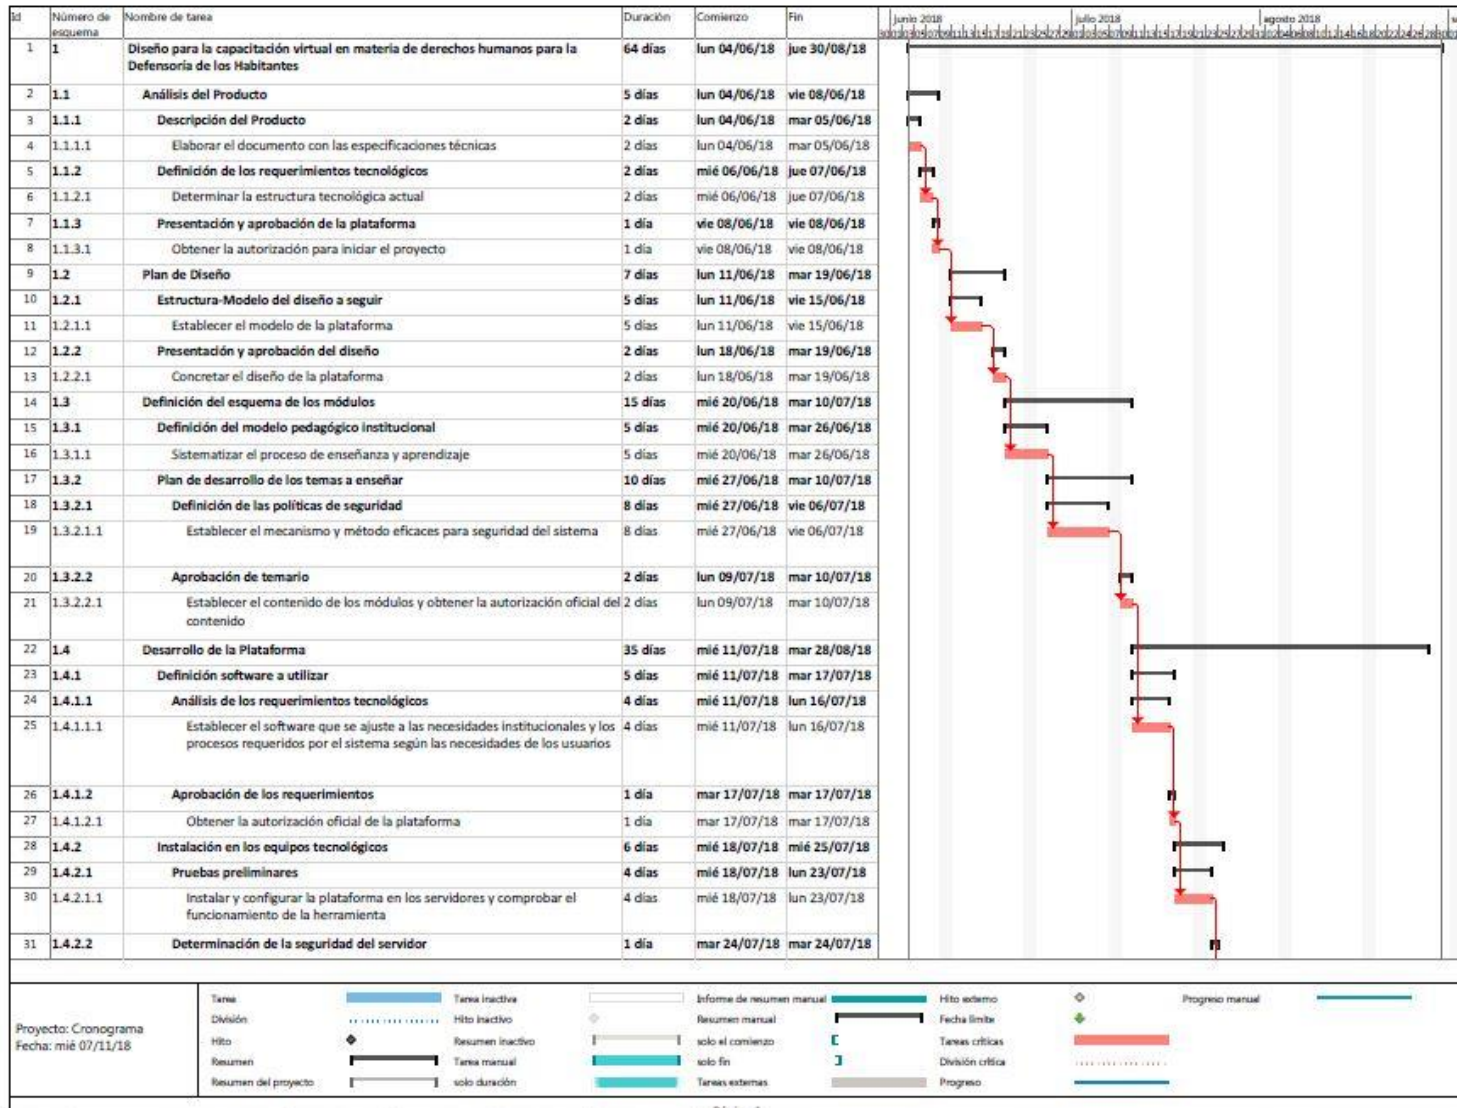 Id Número de esquema Nombre de tarea Duración Comienzo Fin junio 2018 julio 2018 agosto 2018
1 1 Diseño para la capacitación virtual en materia de derechos humanos para la 64 días lun 04/06/18 jue 30/08/18
Defensoría de los Habitantes
2 1.1 Análisis del Producto 5 días lun 04/06/18 vie 08/06/18
3 1.1.1 Descripción del Producto 2 días lun 04/06/18 mar 05/06/18
4 1.1.1.1 Elaborar el documento con las especificaciones técnicas 2 días lun 04/06/18 mar 05/06/18
5 1.1.2 Definición de los requerimientos tecnológicos 2 días mié 06/06/18 jue 07/06/18
6 1.1.2.1 Determinar la estructura tecnológica actual 2 días mié 06/06/18 jue 07/06/18
7 1.1.3 Presentación y aprobación de la plataforma 1 día vie 08/06/18 vie 08/06/18
8 1.1.3.1 Obtener la autorización para iniciar el proyecto 1 día vie 08/06/18 vie 08/06/18
9 1.2 Plan de Diseño 7 días lun 11/06/18 mar 19/06/18
10 1.2.1 Estructura-Modelo del diseño a seguir 5 días lun 11/06/18 vie 15/06/18
11 1.2.1.1 Establecer el modelo de la plataforma 5 días lun 11/06/18 vie 15/06/18
12 1.2.2 Presentación y aprobación del diseño 2 días lun 18/06/18 mar 19/06/18
13 1.2.2.1 Concretar el diseño de la plataforma 2 días lun 18/06/18 mar 19/06/18
14 1.3 Definición del esquema de los módulos 15 días mié 20/06/18 mar 10/07/18
15 1.3.1 Definición del modelo pedagógico institucional 5 días mié 20/06/18 mar 26/06/18
16 1.3.1.1 Sistematizar el proceso de enseñanza y aprendizaje 5 días mié 20/06/18 mar 26/06/18
17 1.3.2 Plan de desarrollo de los temas a enseñar 10 días mié 27/06/18 mar 10/07/18
18 1.3.2.1 Definición de las políticas de seguridad 8 días mié 27/06/18 vie 06/07/18
19 1.3.2.1.1 Establecer el mecanismo y método eficaces para seguridad del sistema 8 días mié 27/06/18 vie 06/07/18
20 1.3.2.2 Aprobación de temario 2 días lun 09/07/18 mar 10/07/18
21 1.3.2.2.1 Establecer el contenido de los módulos y obtener la autorización oficial del 2 días lun 09/07/18 mar 10/07/18
contenido
22 1.4 Desarrollo de la Plataforma 35 días mié 11/07/18 mar 28/08/18
23 1.4.1 Definición software a utilizar 5 días mié 11/07/18 mar 17/07/18
24 1.4.1.1 Análisis de los requerimientos tecnológicos 4 días mié 11/07/18 lun 16/07/18
25 1.4.1.1.1 Establecer el software que se ajuste a las necesidades institucionales y los 4 días mié 11/07/18 lun 16/07/18
procesos requeridos por el sistema según las necesidades de los usuarios
26 1.4.1.2 Aprobación de los requerimientos 1 día mar 17/07/18 mar 17/07/18
27 1.4.1.2.1 Obtener la autorización oficial de la plataforma 1 día mar 17/07/18 mar 17/07/18
28 1.4.2 Instalación en los equipos tecnológicos 6 días mié 18/07/18 mié 25/07/18
29 1.4.2.1 Pruebas preliminares 4 días mié 18/07/18 lun 23/07/18
30 1.4.2.1.1 Instalar y configurar la plataforma en los servidores y comprobar el 4 días mié 18/07/18 lun 23/07/18
funcionamiento de la herramienta
31 1.4.2.2 Determinación de la seguridad del servidor 1 día mar 24/07/18 mar 24/07/18
Proyecto: Cronograma
Fecha: mié 07/11/18
Tarea Tarea inactiva Informe de resumen manual Hito externo Progreso manual
División Hito inactivo Resumen manual Fecha límite
Hito Resumen inactivo solo el comienzo Tareas críticas
Resumen Tarea manual solo fin División crítica
Resumen del proyecto solo duración Tareas externas Progreso